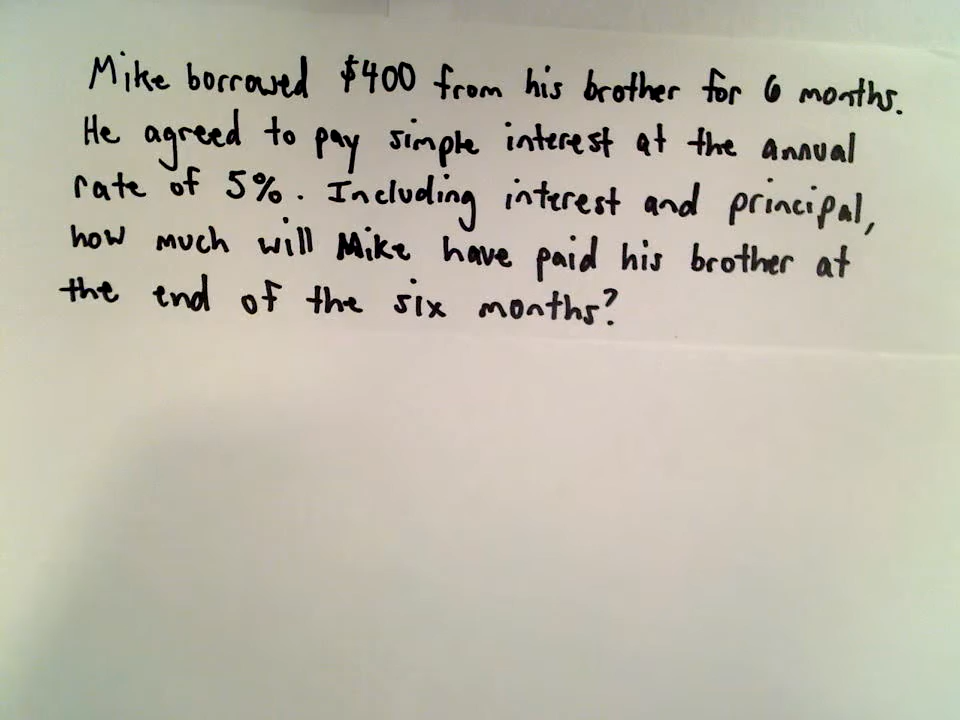 Mike borrowed $400 from his brother for 6 months.
He agreed to pay simple interest at the annual
rate of 5%. Including interest and principal,
how much will Mike have paid his brother at
the end of the six months?